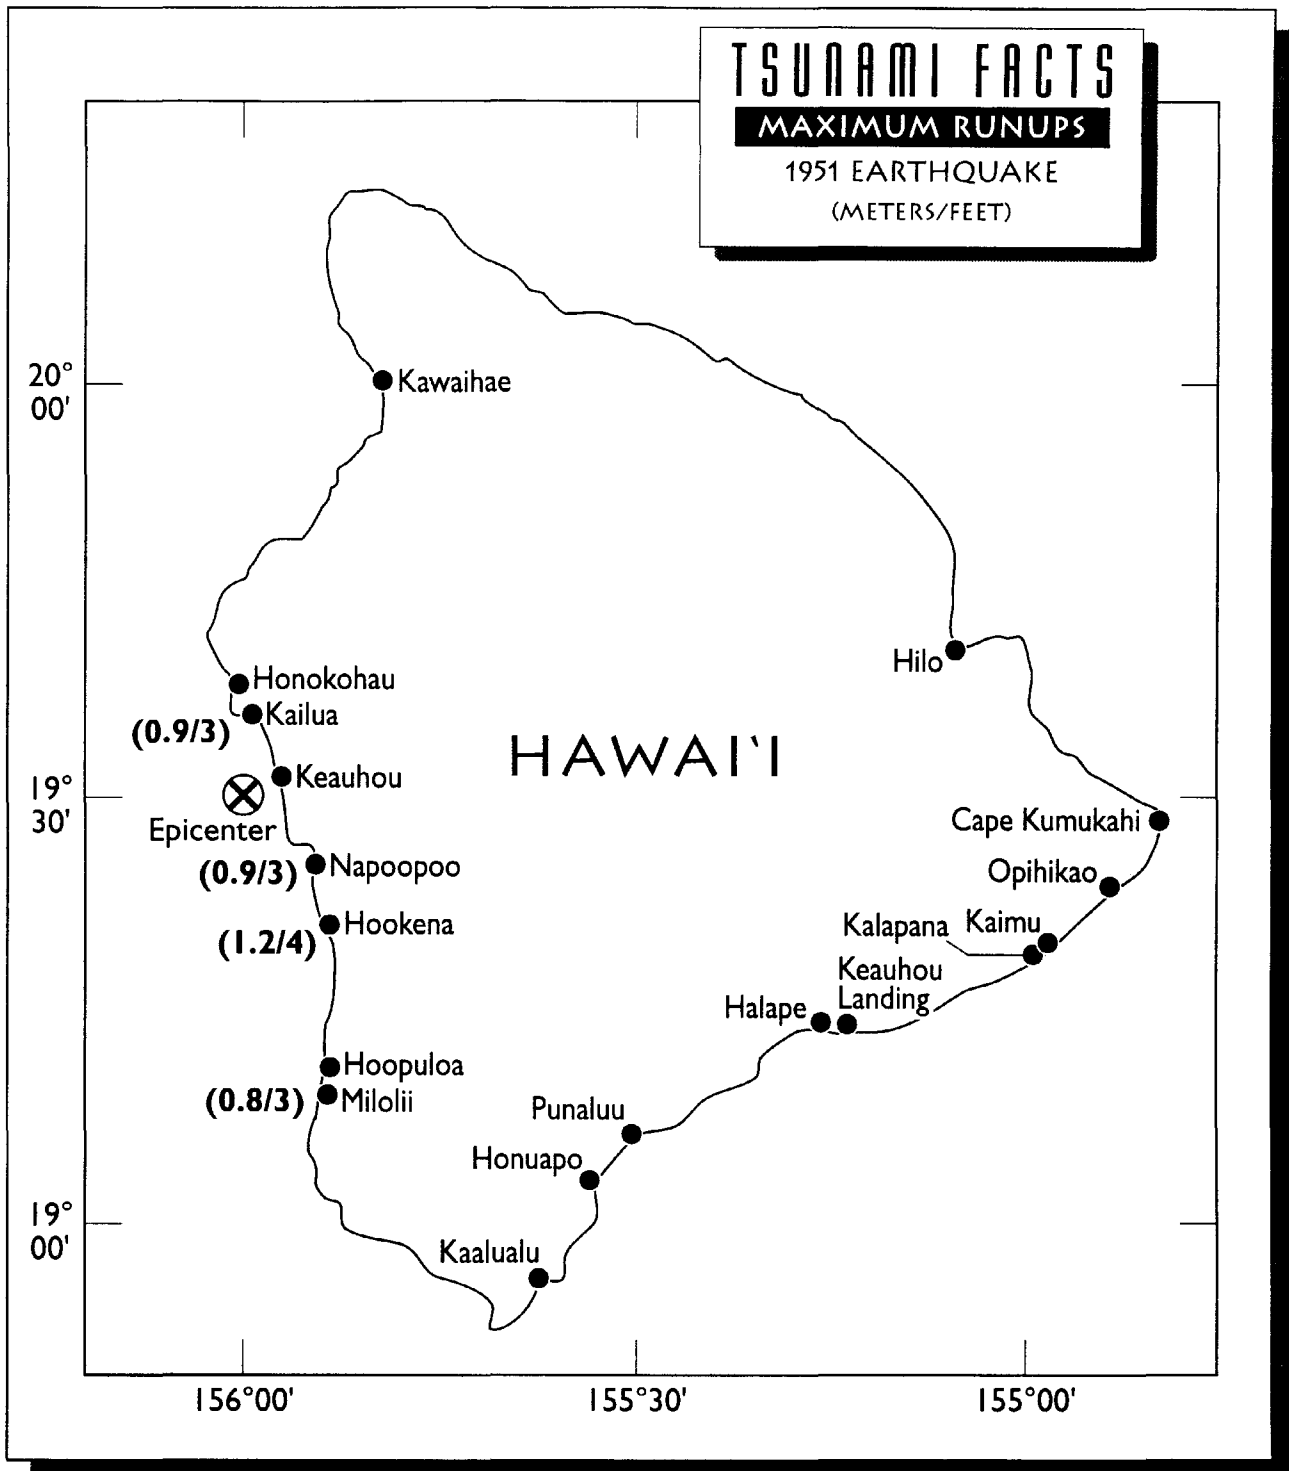 TSUNAMI FACTS
MAXIMUM RUNUPS
1951 EARTHQUAKE
(METERS/FEET)
20°
00'
Kawaihae
Hilo
Honokohau
Kailua
(0.9/3)
HAWAI‵I
Keauhou
19°
30'
Epicenter
Cape Kumukahi
(0.9/3)
Napoopoo
Opihikao
Hookena
(1.2/4)
Kalapana
Kaimu
Keauhou
Landing
Halape
Hoopuloa
(0.8/3)
Milolii
Punaluu
Honuapo
19°
00'
Kaalualu
156°00'
155°30'
155°00'